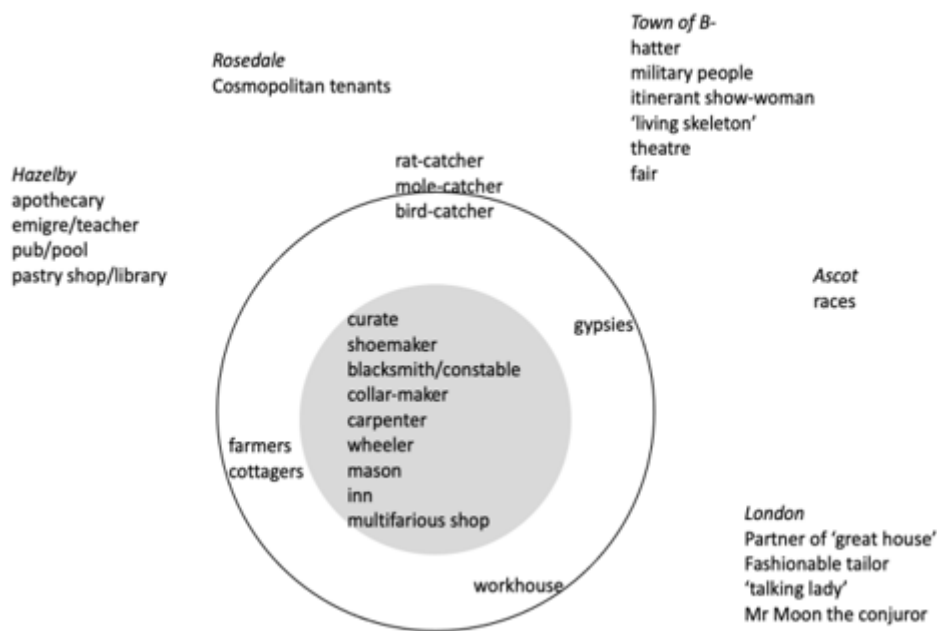 Rosedale
Cosmopolitan tenants
Town of B-
hatter
military people
itinerant show-woman
‘living skeleton’
theatre
fair
Hazelby
apothecary
emigre/teacher
pub/pool
pastry shop/library
rat-catcher
mole-catcher
bird-catcher
Ascot
races
gypsies
curate
shoemaker
blacksmith/constable
collar-maker
carpenter
wheeler
mason
inn
multifarious shop
farmers
cottagers
workhouse
London
Partner of ‘great house’
Fashionable tailor
‘talking lady’
Mr Moon the conjuror